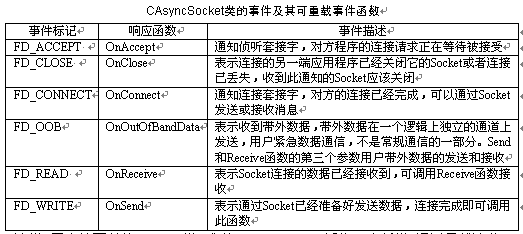 CAsyncSocket类的事件及其可重载事件函数
事件标记 响应函数 事件描述
FD_ACCEPT OnAccept 通知侦听套接字，对方程序的连接请求正在等待被接受
FD_CLOSE OnClose 表示连接的另一端应用程序已经关闭它的Socket或者连接
已丢失，收到此通知的Socket应该关闭
FD_CONNECT OnConnect 通知连接套接字，对方的连接已经完成，可以通过Socket
发送或接收消息
FD_OOB OnOutOfBandData 表示收到带外数据，带外数据在一个逻辑上独立的通道上
发送，用户紧急数据通信，不是常规通信的一部分。Send
和Receive函数的第三个参数用户带外数据的发送和接收
FD_READ OnReceive 表示Socket连接的数据已经接收到，可调用Receive函数接
收
FD_WRITE OnSend 表示通过Socket已经准备好发送数据，连接完成即可调用
此函数